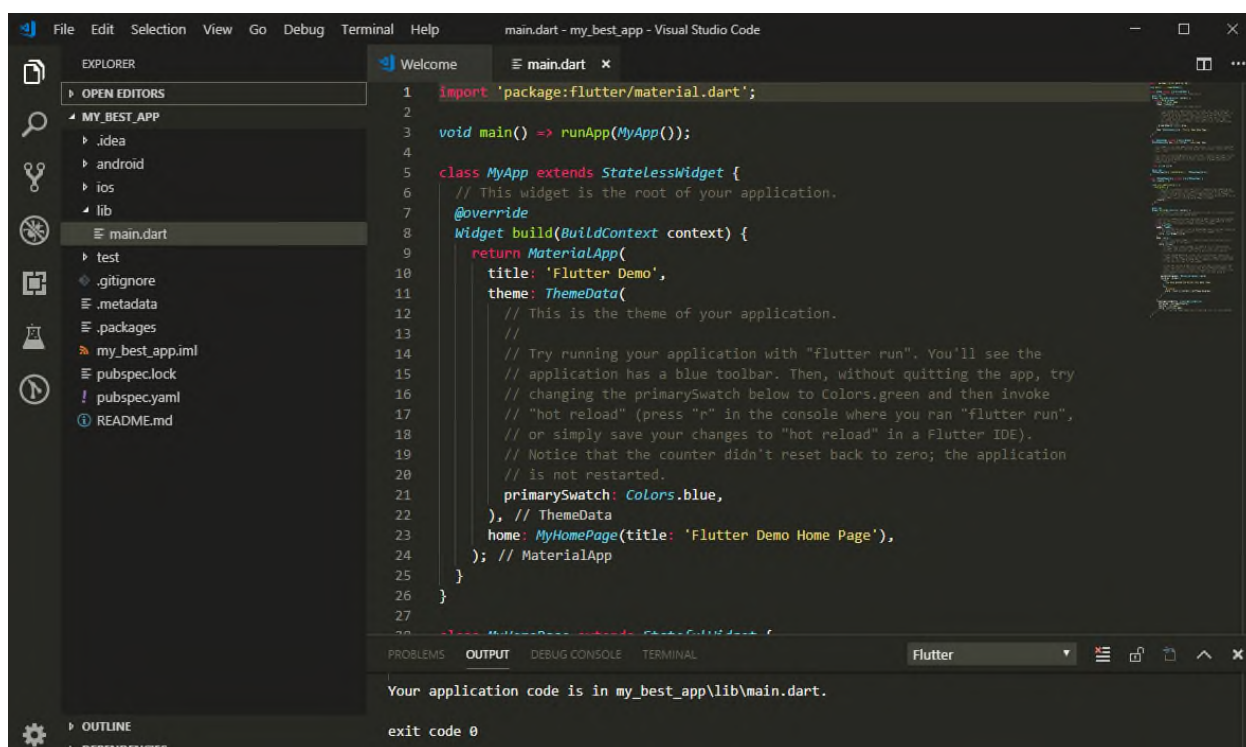 File Edit Selection View Go Debug Terminal Help main.dart - my_best_app - Visual Studio Code
EXPLORER
OPEN EDITORS
MY_BEST_APP
.idea
android
ios
lib
main.dart
test
.gitignore
.metadata
.packages
my_best_app.iml
pubspec.lock
pubspec.yaml
README.md
OUTLINE
DEPENDENCIES
Welcome main.dart
1 import 'package:flutter/material.dart';
2
3 void main() => runApp(MyApp());
4
5 class MyApp extends StatelessWidget {
6 // This widget is the root of your application.
7 @override
8 Widget build(BuildContext context) {
9 return MaterialApp(
10 title: 'Flutter Demo',
11 theme: ThemeData(
12 // This is the theme of your application.
13 //
14 // Try running your application with "flutter run". You'll see the
15 // application has a blue toolbar. Then, without quitting the app, try
16 // changing the primarySwatch below to Colors.green and then invoke
17 // "hot reload" (press "r" in the console where you ran "flutter run",
18 // or simply save your changes to "hot reload" in a Flutter IDE).
19 // Notice that the counter didn't reset back to zero; the application
20 // is not restarted.
21 primarySwatch: Colors.blue,
22 ), // ThemeData
23 home: MyHomePage(title: 'Flutter Demo Home Page'),
24 ); // MaterialApp
25 }
26 }
27
28 class MyHomePage extends StatefulWidget {
PROBLEMS OUTPUT DEBUG CONSOLE TERMINAL Flutter
Your application code is in my_best_app\lib\main.dart.
exit code 0